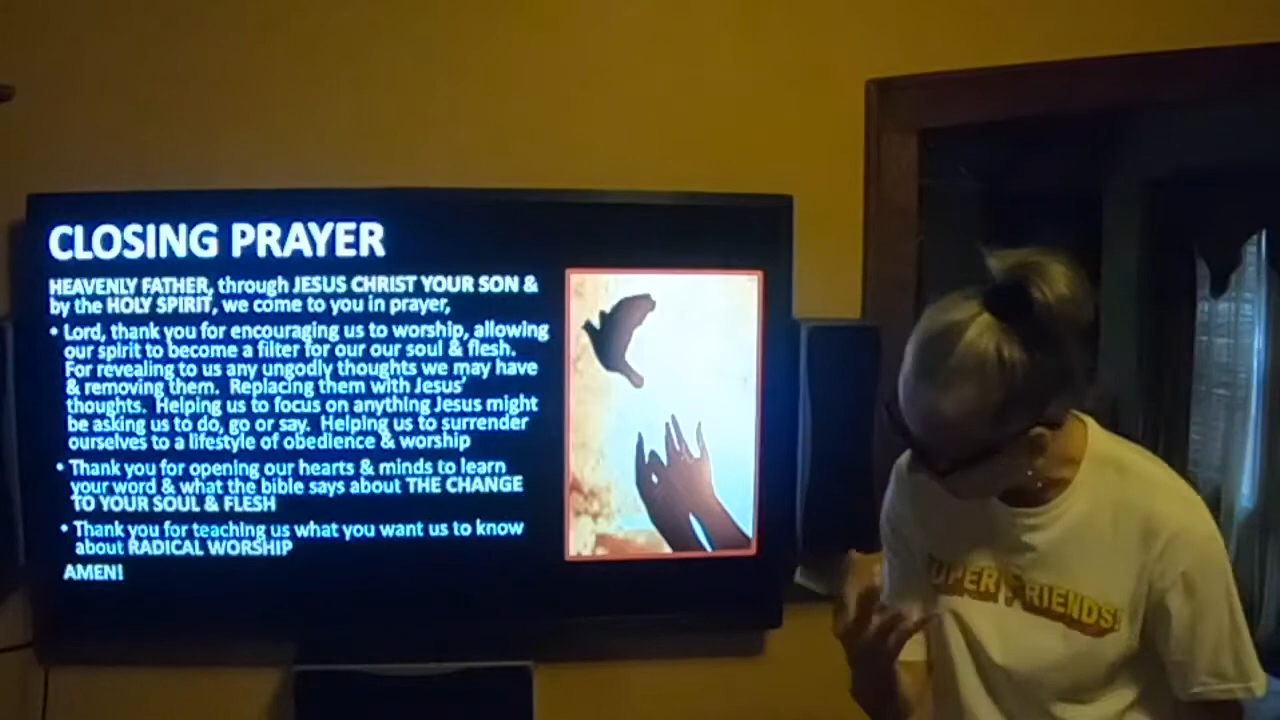 CLOSING PRAYER
HEAVENLY FATHER, through JESUS CHRIST YOUR SON &
by the HOLY SPIRIT, we come to you in prayer,
• Lord, thank you for encouraging us to worship, allowing
our spirit to become a filter for our our soul & flesh.
For revealing to us any ungodly thoughts we may have
& removing them. Replacing them with Jesus'
thoughts. Helping us to focus on anything Jesus might
be asking us to do, go or say. Helping us to surrender
ourselves to a lifestyle of obedience & worship
• Thank you for opening our hearts & minds to learn
your word & what the bible says about THE CHANGE
TO YOUR SOUL & FLESH
• Thank you for teaching us what you want us to know
about RADICAL WORSHIP
AMEN!
SUPER FRIENDS!